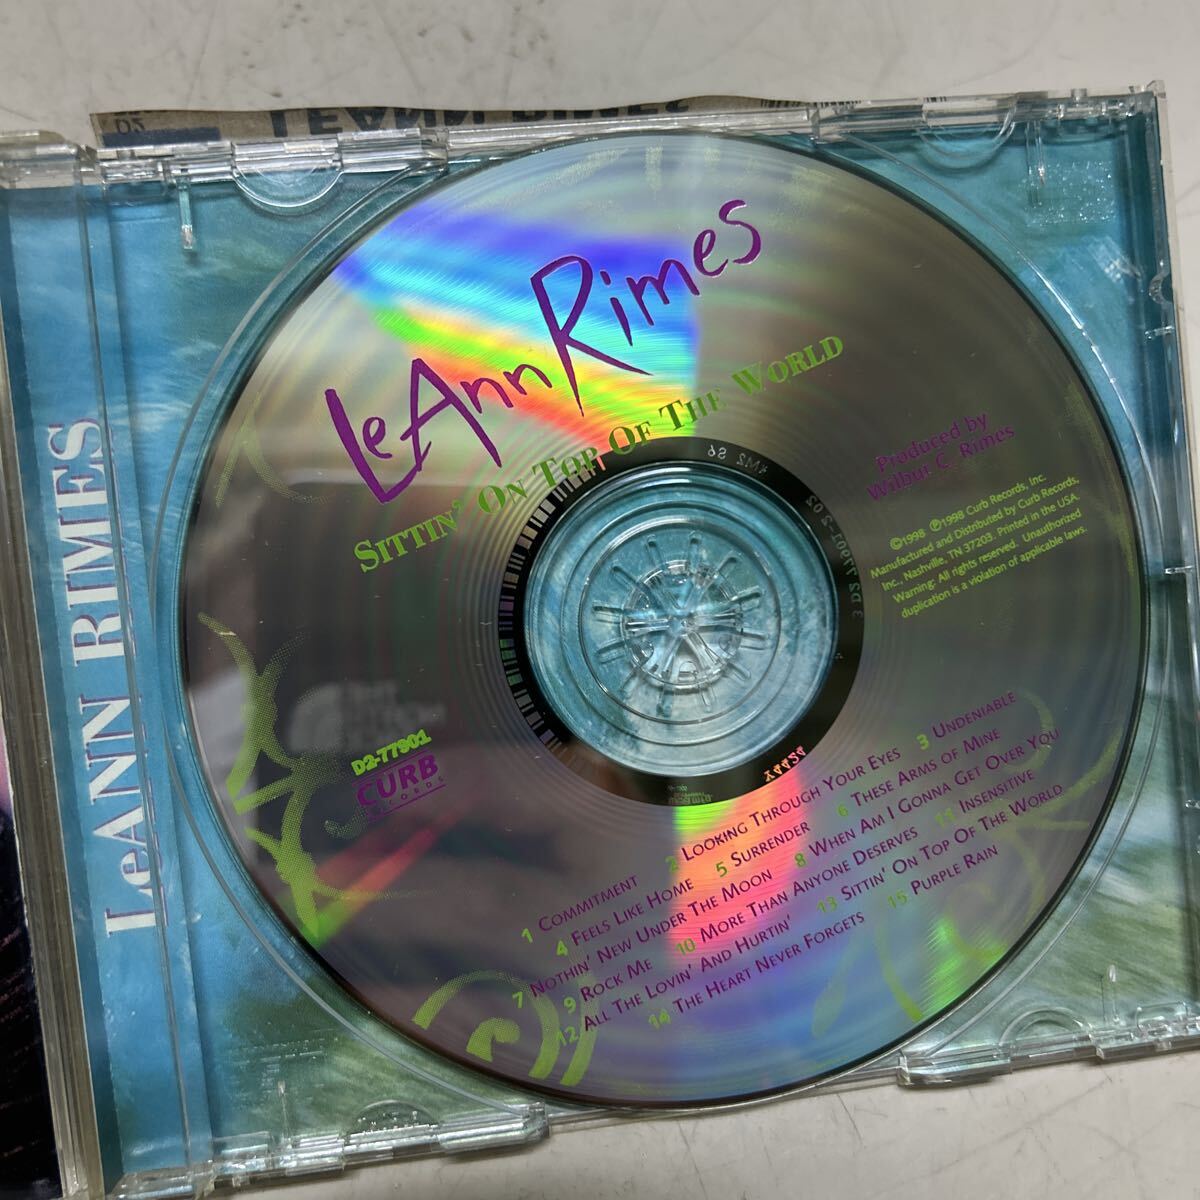 LeAnn Rimes
SITTIN' ON TOP OF THE WORLD
Produced by
Wilbur C. Rimes
©1998 ℗1998 Curb Records, Inc.
Manufactured and Distributed by Curb Records,
Inc., Nashville, TN 37203. Printed in the USA.
Warning: All rights reserved. Unauthorized
duplication is a violation of applicable laws.
D2-77901
CURB
RECORDS
1 COMMITMENT 2 LOOKING THROUGH YOUR EYES 3 UNDENIABLE
4 FEELS LIKE HOME 5 SURRENDER 6 THESE ARMS OF MINE
7 NOTHIN' NEW UNDER THE MOON 8 WHEN AM I GONNA GET OVER YOU
9 ROCK ME 10 MORE THAN ANYONE DESERVES 11 INSENSITIVE
12 ALL THE LOVIN' AND HURTIN' 13 SITTIN' ON TOP OF THE WORLD
14 THE HEART NEVER FORGETS 15 PURPLE RAIN
LeANN RIMES
LEANN RIMES